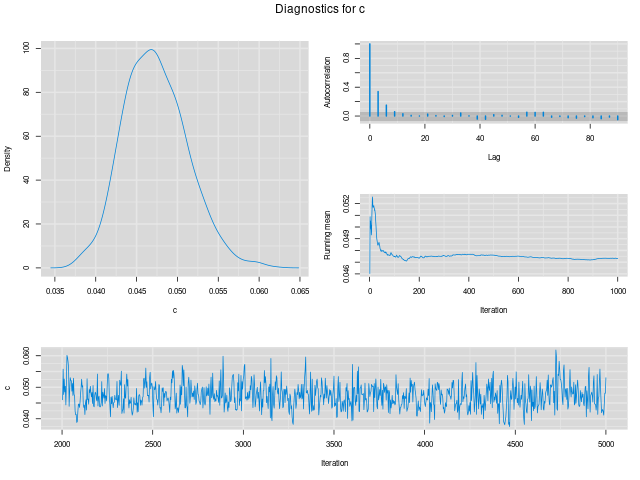 Diagnostics for c
Density
0 20 40 60 80 100
0.035 0.040 0.045 0.050 0.055 0.060 0.065
c
Autocorrelation
0.0 0.4 0.8
0 20 40 60 80
Lag
Running mean
0.046 0.049 0.052
0 200 400 600 800 1000
Iteration
c
0.040 0.050 0.060
2000 2500 3000 3500 4000 4500 5000
Iteration